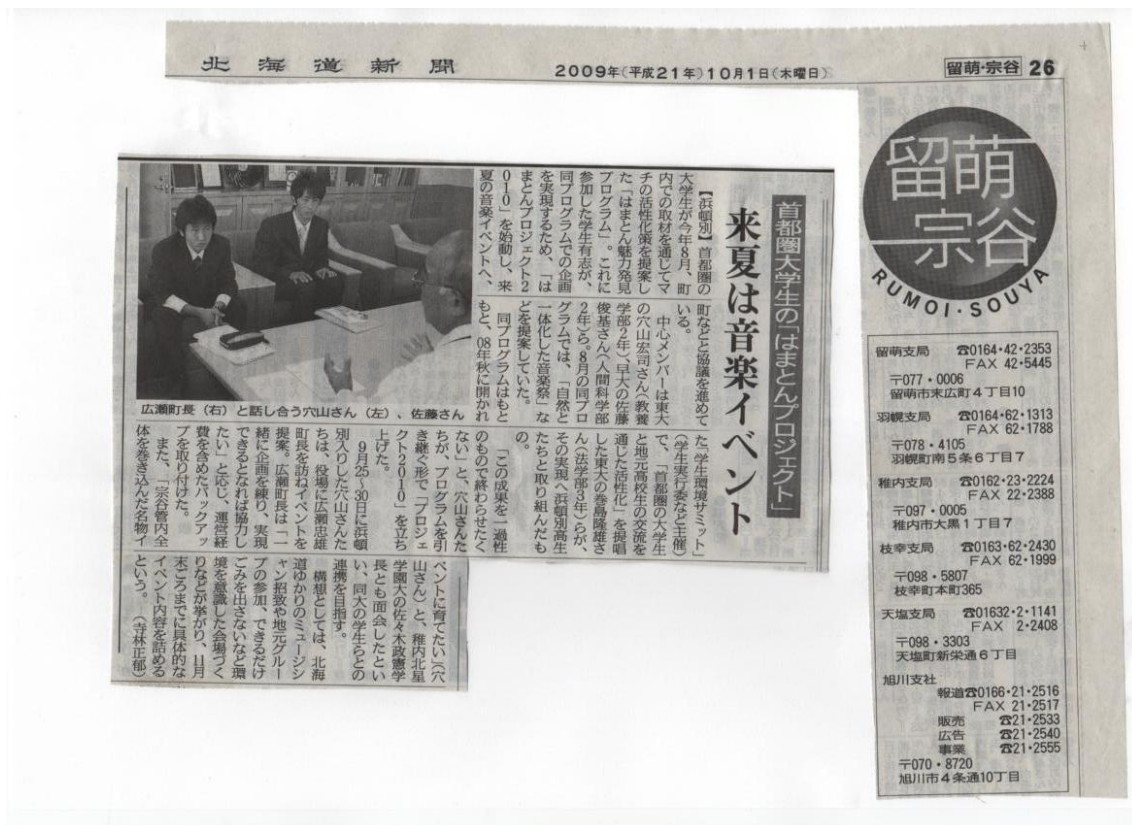 北海道新聞
2009年(平成21年)10月1日(木曜日)
留萌・宗谷 26
首都圏大学生の「はまとんプロジェクト」
来夏は音楽イベント
【浜頓別】首都圏の
大学生が今年8月、町
内での取材を通じてマ
チの活性化策を提案し
た「はまとん魅力発見
プログラム」。これに
参加した学生有志が、
同プログラムでの企画
を実現するため、「は
まとんプロジェクト2
010」を始動し、来
夏の音楽イベントへ、
町などと協議を進めて
いる。
中心メンバーは東大
の穴山宏司さん(教養
学部2年)、早大の佐藤
俊基さん(人間科学部
2年)ら。8月の同プロ
グラムでは、「自然と
一体化した音楽祭」な
どを提案していた。
同プログラムはもと
もと、08年秋に開かれ
た「学生環境サミット」
(学生実行委など主催)
で、「首都圏の大学生
と地元高校生の交流を
通じた活性化」を提唱
した東大の巻島隆雄さ
ん(法学部3年)らが、
その実現へ浜頓別高生
たちと取り組んだも
の。
「この成果を一過性
のもので終わらせたく
ない」と、穴山さんた
ちが、プログラムを引
き継ぐ形で「プロジェ
クト2010」を立ち
上げた。
9月25〜30日に浜頓
別入りした穴山さんた
ちは、役場に広瀬忠雄
町長を訪ねイベントを
提案。広瀬町長は「一
緒に企画を練り、実現
できるとなれば協力し
たい」と応じ、運営経
費を含めたバックアッ
プを取り付けた。
また、「宗谷管内全
体を巻き込んだ名物イ
ベントに育てたい」(穴
山さん)と、稚内北星
学園大の佐々木政憲学
長とも面会したとい
い、同大の学生らとの
連携を目指す。
構想としては、北海
道ゆかりのミュージシ
ャン招致や地元グルー
プの参加、できるだけ
ごみを出さないなど環
境を意識した会場づく
りなどが挙がり、11月
末ごろまでに具体的な
イベント内容を詰める
という。(寺林正郁)
広瀬町長(右)と話し合う穴山さん(左)、佐藤さん
留萌
宗谷
RUMOI・SOUYA
留萌支局 ☎0164・42・2353
FAX 42・5445
〒077・0006
留萌市末広町4丁目10
羽幌支局 ☎0164・62・1313
FAX 62・1788
〒078・4105
羽幌町南5条6丁目7
稚内支局 ☎0162・23・2224
FAX 22・2388
〒097・0005
稚内市大黒1丁目7
枝幸支局 ☎0163・62・2430
FAX 62・1999
〒098・5807
枝幸町本町365
天塩支局 ☎01632・2・1141
FAX 2・2408
〒098・3303
天塩町新栄通6丁目
旭川支社
報道☎0166・21・2516
FAX 21・2517
販売 ☎21・2533
広告 ☎21・2540
事業 ☎21・2555
〒070・8720
旭川市4条通10丁目